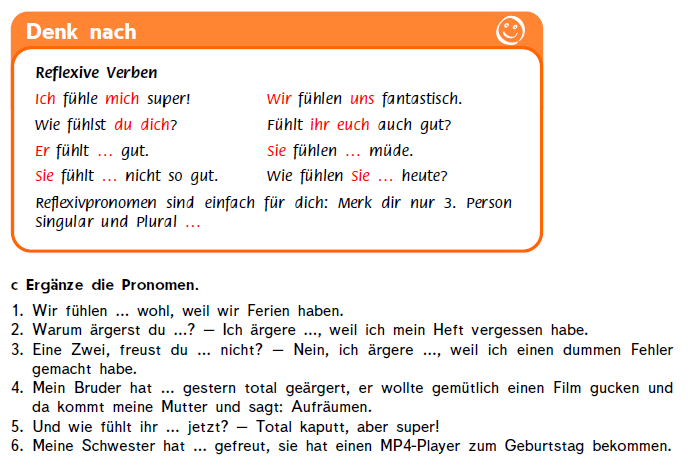 Denk nach
Reflexive Verben
Ich fühle mich super!
Wir fühlen uns fantastisch.
Wie fühlst du dich?
Fühlt ihr euch auch gut?
Er fühlt ... gut.
Sie fühlen ... müde.
Sie fühlt ... nicht so gut.
Wie fühlen Sie ... heute?
Reflexivpronomen sind einfach für dich: Merk dir nur 3. Person
Singular und Plural ...
c Ergänze die Pronomen.
1. Wir fühlen ... wohl, weil wir Ferien haben.
2. Warum ärgerst du ...? – Ich ärgere ..., weil ich mein Heft vergessen habe.
3. Eine Zwei, freust du ... nicht? – Nein, ich ärgere ..., weil ich einen dummen Fehler
gemacht habe.
4. Mein Bruder hat ... gestern total geärgert, er wollte gemütlich einen Film gucken und
da kommt meine Mutter und sagt: Aufräumen.
5. Und wie fühlt ihr ... jetzt? – Total kaputt, aber super!
6. Meine Schwester hat ... gefreut, sie hat einen MP4-Player zum Geburtstag bekommen.